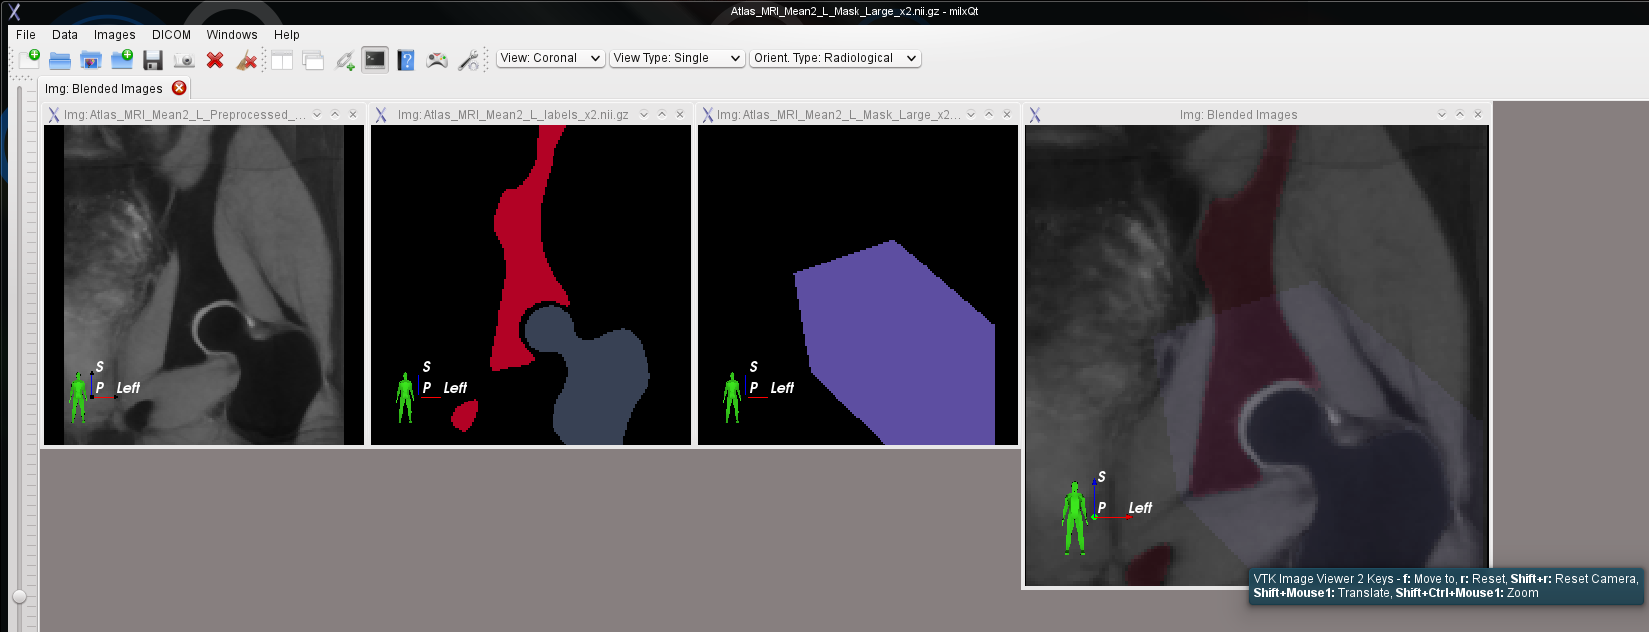 Atlas_MRI_Mean2_L_Mask_Large_x2.nii.gz - milxQt
File Data Images DICOM Windows Help
View: Coronal View Type: Single Orient. Type: Radiological
Img: Blended Images
Img: Atlas_MRI_Mean2_L_Preprocessed_...
Img: Atlas_MRI_Mean2_L_labels_x2.nii.gz
Img: Atlas_MRI_Mean2_L_Mask_Large_x2...
Img: Blended Images
S
P Left
S
P Left
S
P Left
S
P Left
VTK Image Viewer 2 Keys - f: Move to, r: Reset, Shift+r: Reset Camera,
Shift+Mouse1: Translate, Shift+Ctrl+Mouse1: Zoom